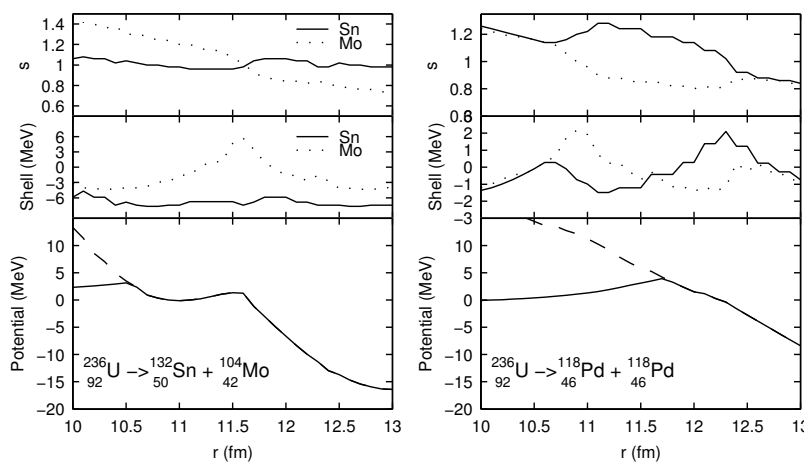 1.4
1.2
1
0.8
0.6
s
Sn
Mo
6
3
0
−3
−6
Shell (MeV)
Sn
Mo
10
5
0
−5
−10
−15
−20
Potential (MeV)
236 92 U −> 132 50 Sn + 104 42 Mo
10 10.5 11 11.5 12 12.5 13
r (fm)
1.2
1
0.8
0.6
s
3
2
1
0
−1
2
−3
Shell (MeV)
10
5
0
−5
−10
−15
−20
Potential (MeV)
236 92 U −> 118 46 Pd + 118 46 Pd
10 10.5 11 11.5 12 12.5 13
r (fm)